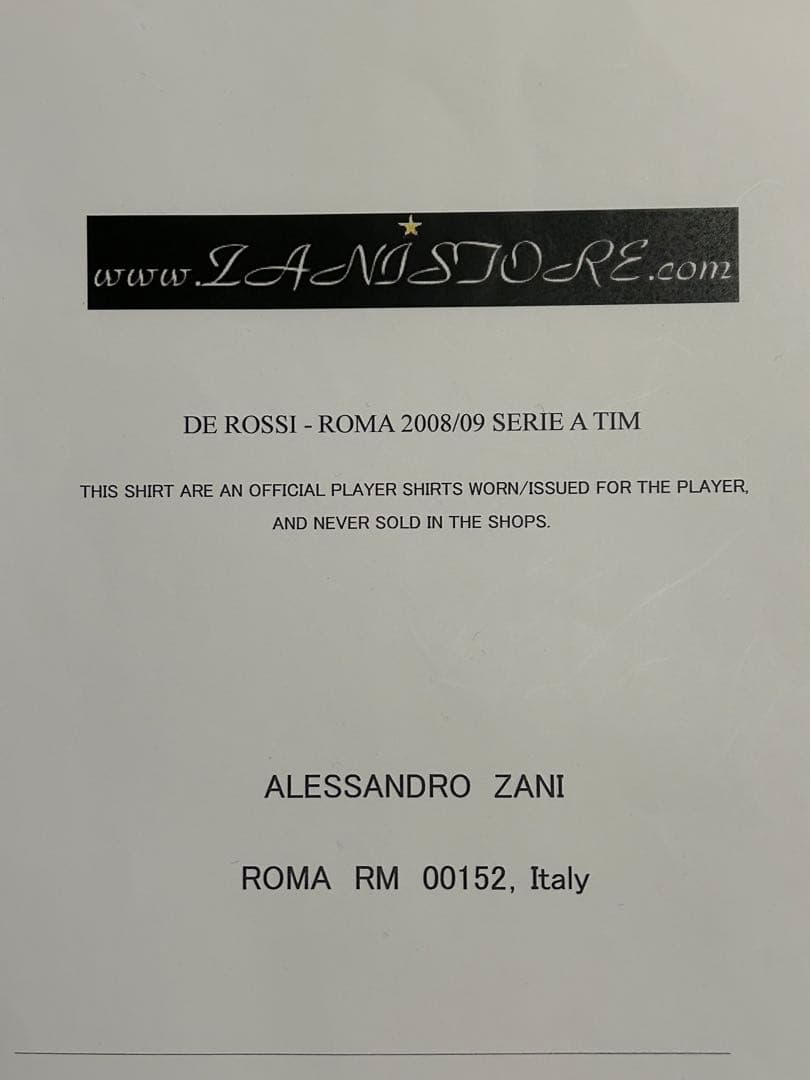 www.ZANISTORE.com
DE ROSSI - ROMA 2008/09 SERIE A TIM
THIS SHIRT ARE AN OFFICIAL PLAYER SHIRTS WORN/ISSUED FOR THE PLAYER,
AND NEVER SOLD IN THE SHOPS.
ALESSANDRO ZANI
ROMA RM 00152, Italy